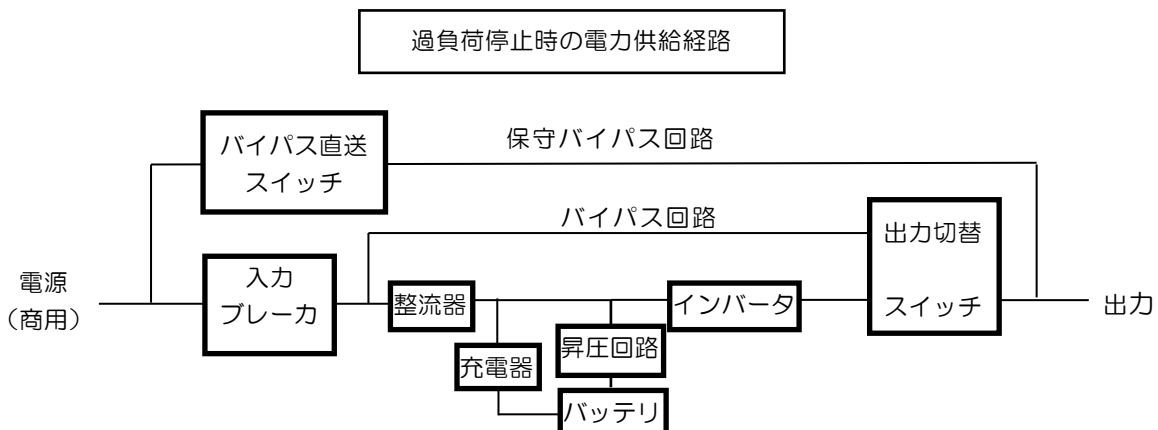 過負荷停止時の電力供給経路
バイパス直送
スイッチ
保守バイパス回路
バイパス回路
出力切替
スイッチ
電源
（商用）
入力
ブレーカ
整流器
インバータ
出力
昇圧回路
充電器
バッテリ